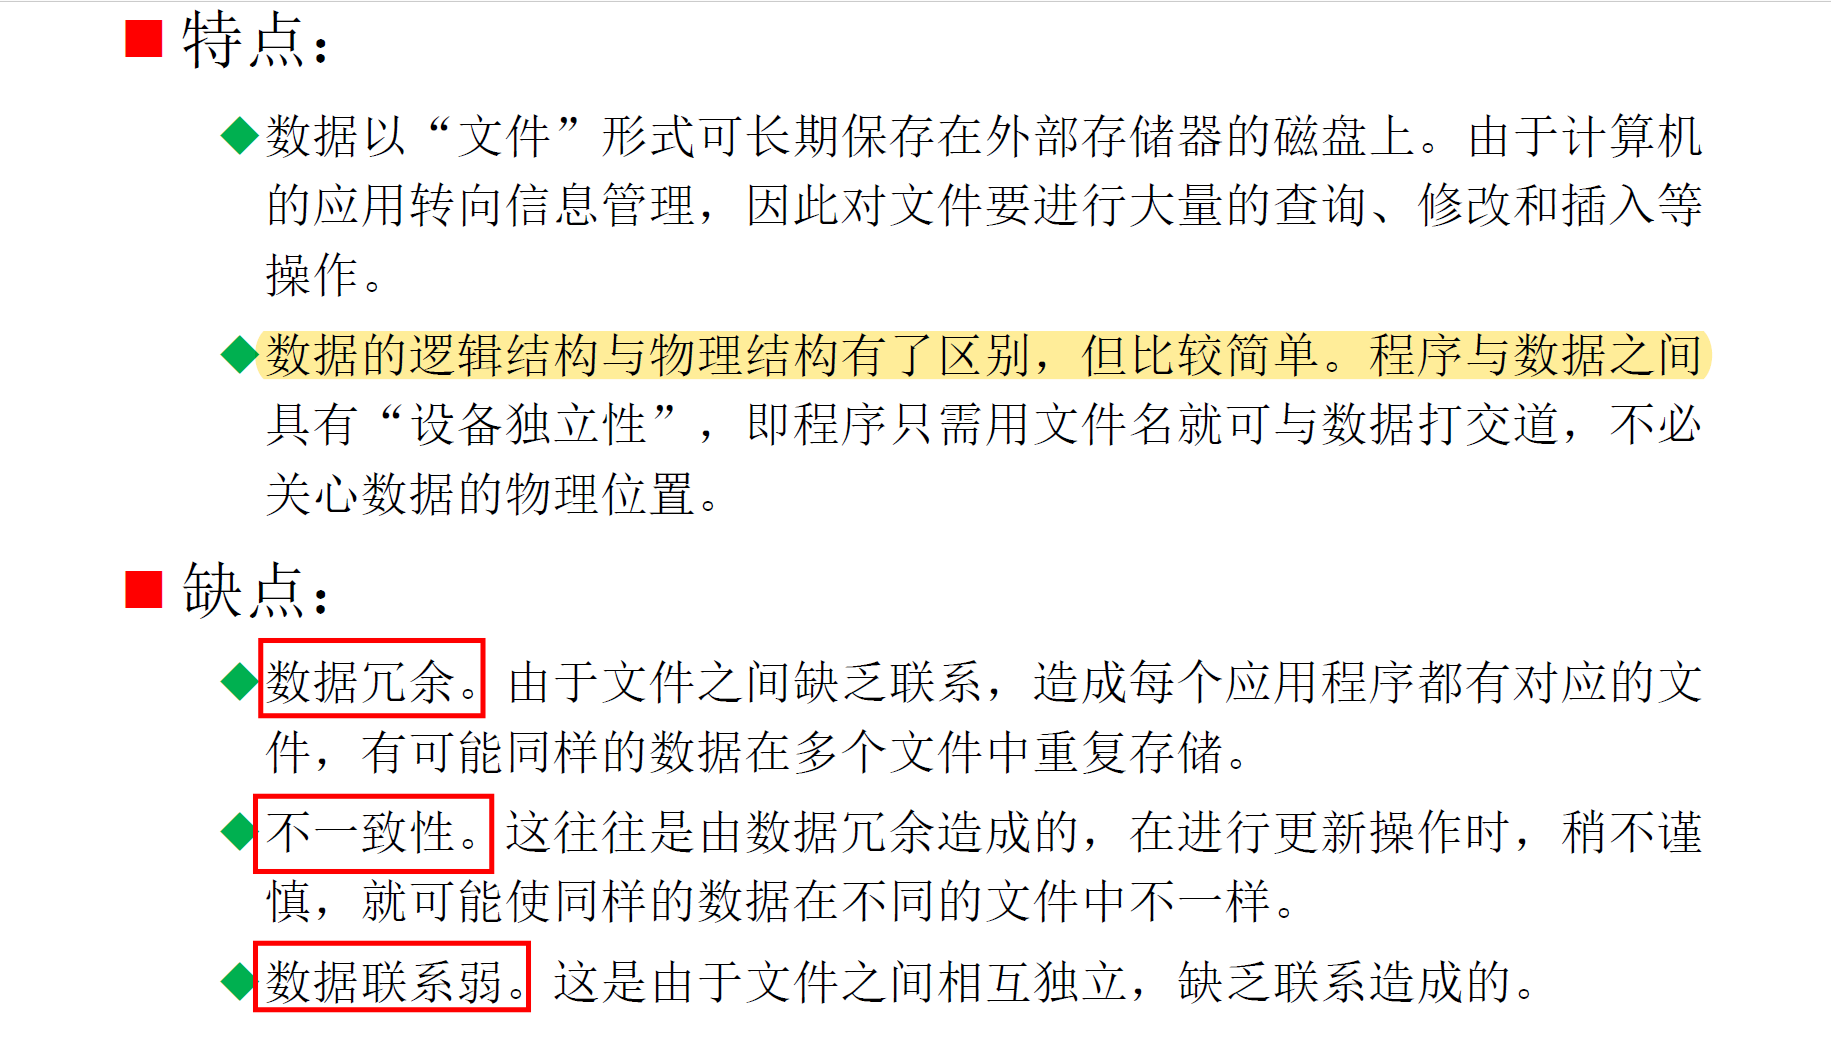 特点：
数据以“文件”形式可长期保存在外部存储器的磁盘上。由于计算机
的应用转向信息管理，因此对文件要进行大量的查询、修改和插入等
操作。
数据的逻辑结构与物理结构有了区别，但比较简单。程序与数据之间
具有“设备独立性”，即程序只需用文件名就可与数据打交道，不必
关心数据的物理位置。
缺点：
数据冗余。由于文件之间缺乏联系，造成每个应用程序都有对应的文
件，有可能同样的数据在多个文件中重复存储。
不一致性。这往往是由数据冗余造成的，在进行更新操作时，稍不谨
慎，就可能使同样的数据在不同的文件中不一样。
数据联系弱。这是由于文件之间相互独立，缺乏联系造成的。